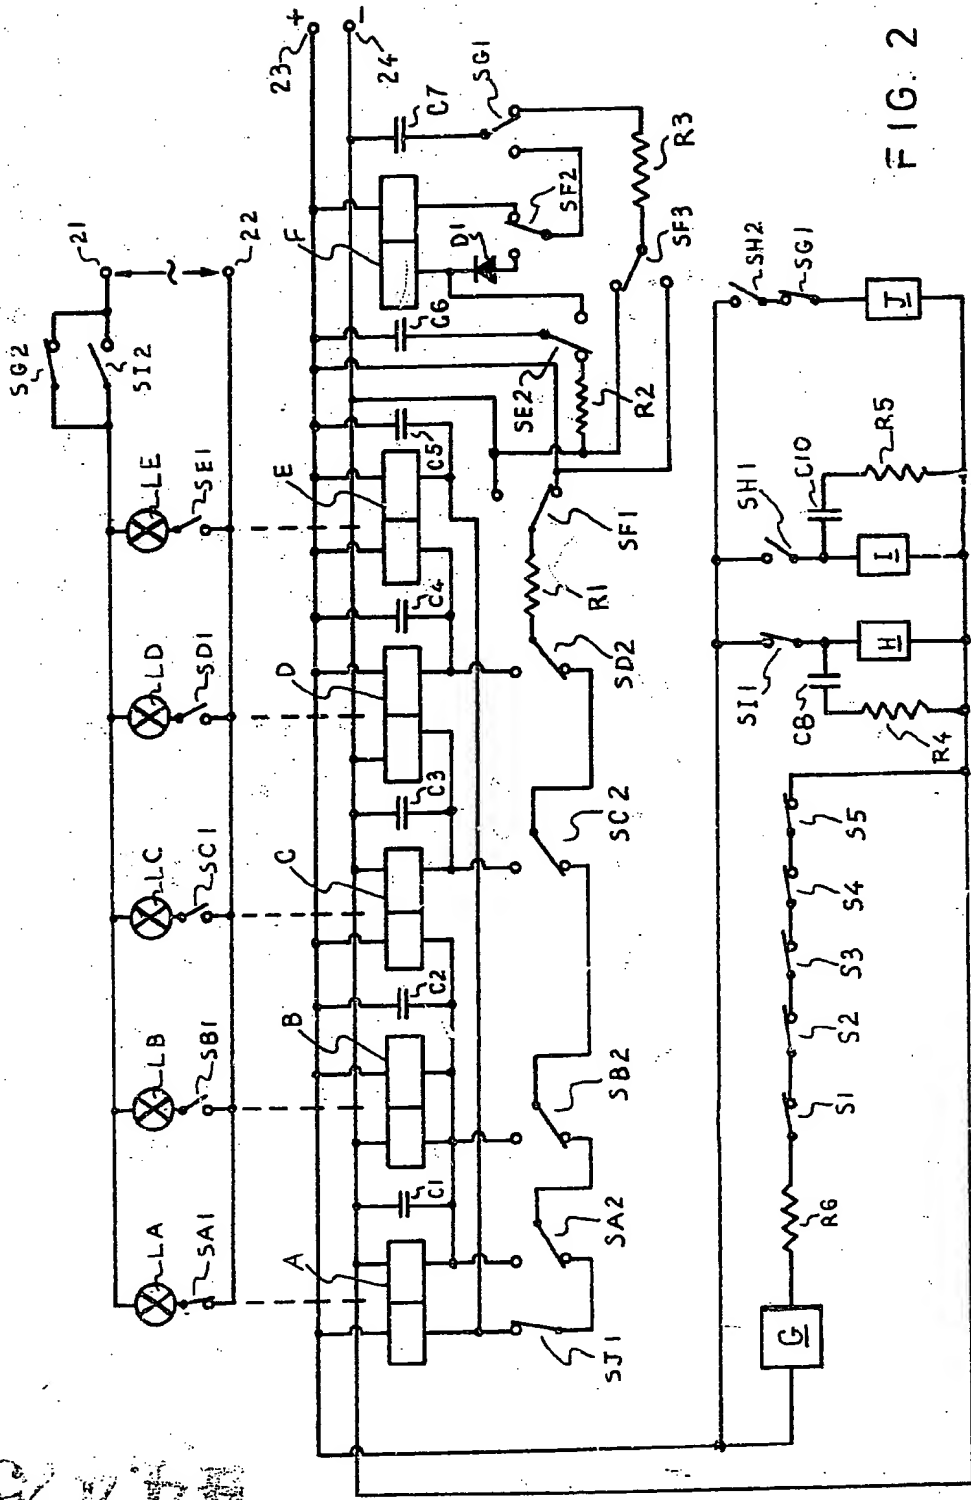 FIG. 2
23
+
24
-
21
22
SG2
SI2
LE
SE1
LD
SD1
LC
SC1
LB
SB1
LA
SA1
A
B
C
D
E
F
C1
C2
C3
C4
C5
C6
C7
D1
SG1
SF2
SE2
R2
R3
SF3
SF1
R1
SD2
SC2
SB2
SA2
SJ1
SH2
SG1
J
SH1
C10
R5
I
SI1
C8
H
R4
S5
S4
S3
S2
S1
R6
G